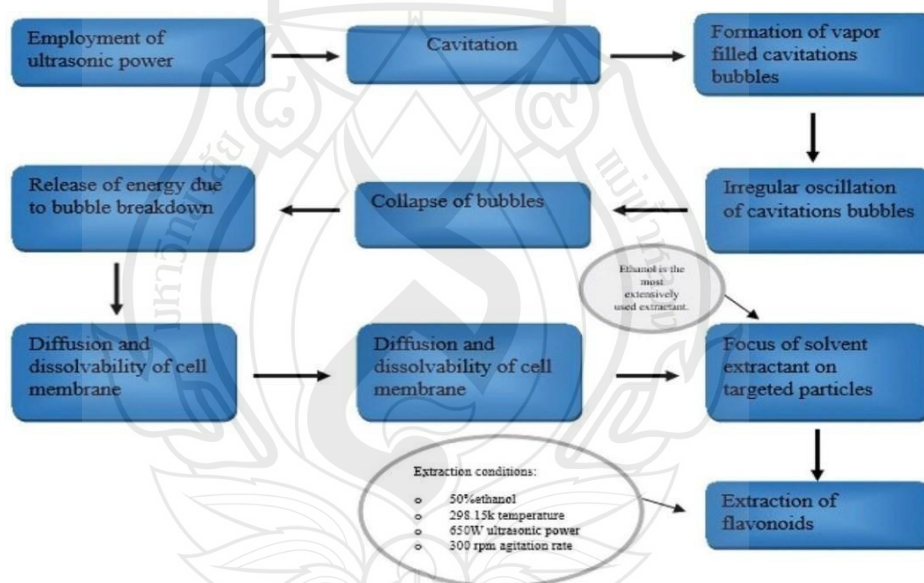 Employment of
ultrasonic power
Cavitation
Formation of vapor
filled cavitations
bubbles
Release of energy due
to bubble breakdown
Collapse of bubbles
Irregular oscillation
of cavitations bubbles
Ethanol is the
most
extensively
used extractant.
Diffusion and
dissolvability of cell
membrane
Diffusion and
dissolvability of cell
membrane
Focus of solvent
extractant on
targeted particles
Extraction conditions:
o 50%ethanol
o 298.15k temperature
o 650W ultrasonic power
o 300 rpm agitation rate
Extraction of
flavonoids